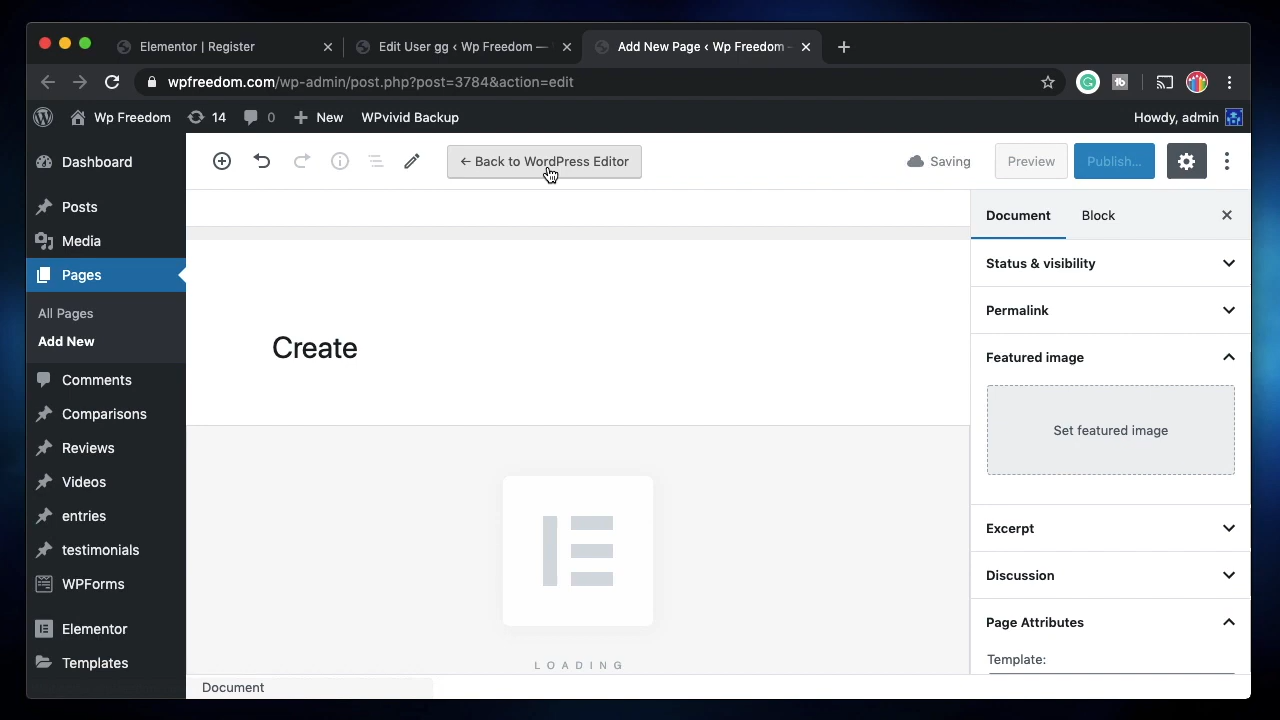 Elementor | Register
Edit User gg ‹ Wp Freedom —
Add New Page ‹ Wp Freedom
wpfreedom.com/wp-admin/post.php?post=3784&action=edit
Wp Freedom 14 0 New WPvivid Backup Howdy, admin
Dashboard
Posts
Media
Pages
All Pages
Add New
Comments
Comparisons
Reviews
Videos
entries
testimonials
WPForms
Elementor
Templates
← Back to WordPress Editor
Saving
Preview
Publish...
Create
LOADING
Document
Document Block
Status & visibility
Permalink
Featured image
Set featured image
Excerpt
Discussion
Page Attributes
Template: